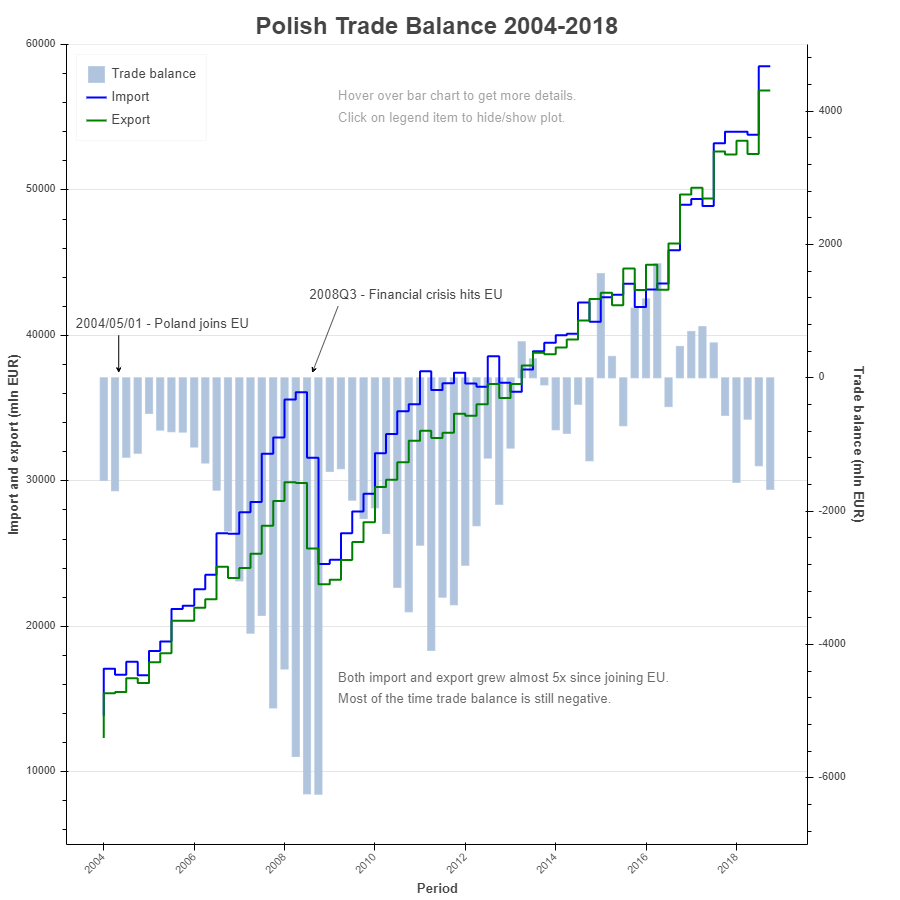 Polish Trade Balance 2004-2018
60000
50000
40000
30000
20000
10000
Import and export (mln EUR)
Trade balance
Import
Export
Hover over bar chart to get more details.
Click on legend item to hide/show plot.
2008Q3 - Financial crisis hits EU
2004/05/01 - Poland joins EU
Both import and export grew almost 5x since joining EU.
Most of the time trade balance is still negative.
4000
2000
0
-2000
-4000
-6000
Trade balance (mln EUR)
2004
2006
2008
2010
2012
2014
2016
2018
Period